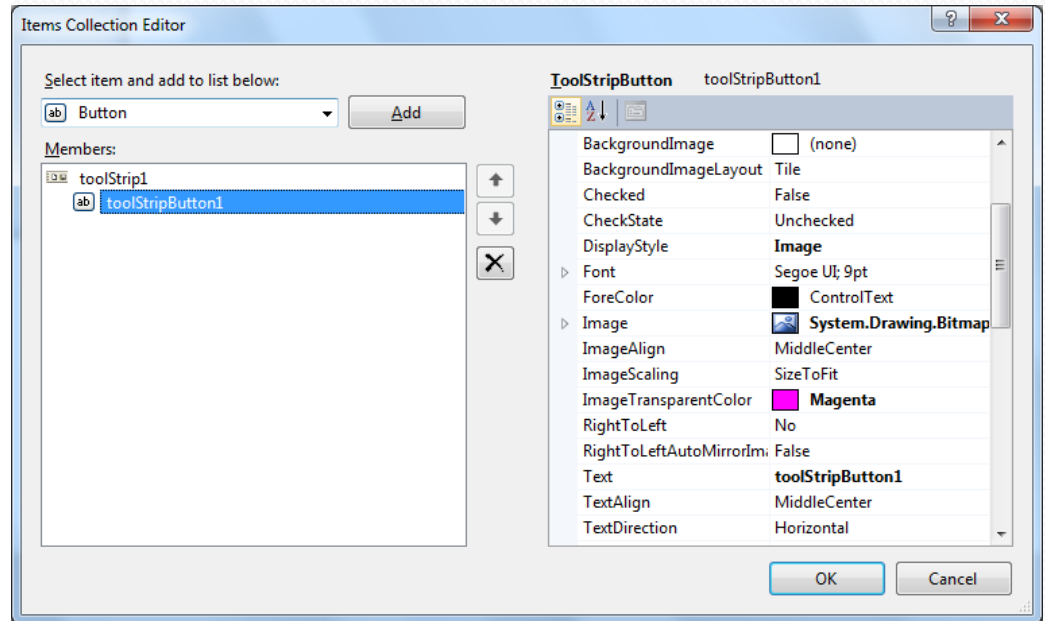 Items Collection Editor
Select item and add to list below:
ab Button
Add
Members:
toolStrip1
ab toolStripButton1
ToolStripButton toolStripButton1
BackgroundImage (none)
BackgroundImageLayout Tile
Checked False
CheckState Unchecked
DisplayStyle Image
Font Segoe UI; 9pt
ForeColor ControlText
Image System.Drawing.Bitmap
ImageAlign MiddleCenter
ImageScaling SizeToFit
ImageTransparentColor Magenta
RightToLeft No
RightToLeftAutoMirrorIma False
Text toolStripButton1
TextAlign MiddleCenter
TextDirection Horizontal
OK Cancel